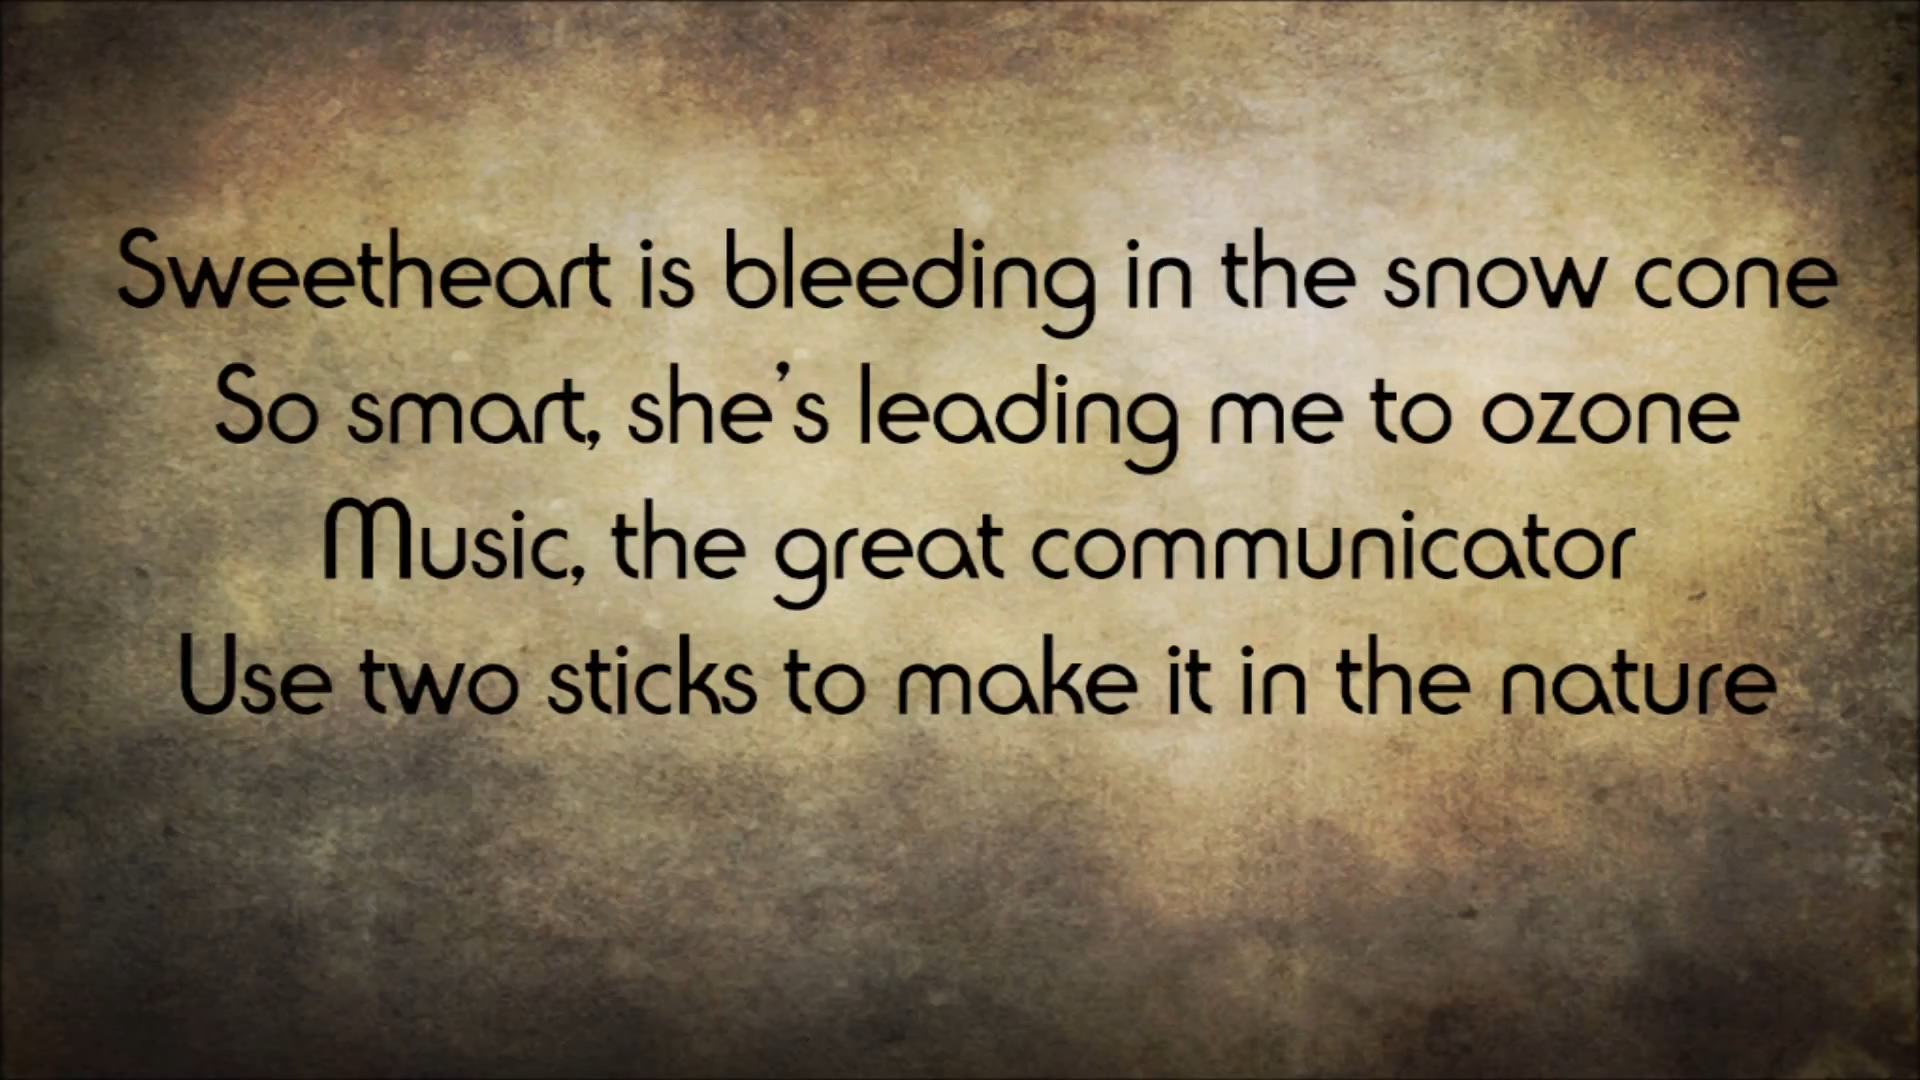 Sweetheart is bleeding in the snow cone
So smart, she's leading me to ozone
Music, the great communicator
Use two sticks to make it in the nature